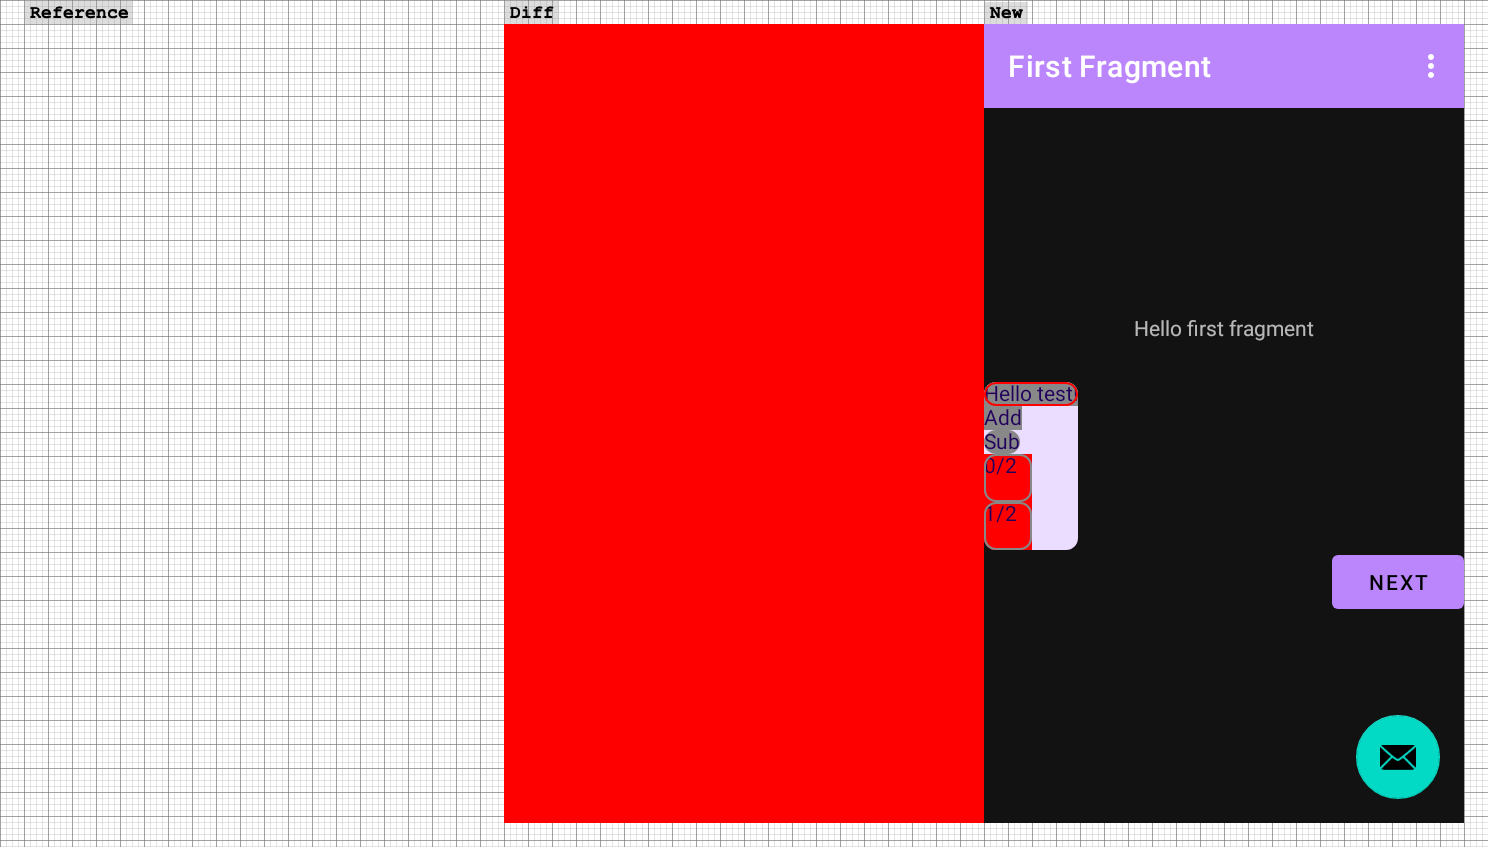 Reference
Diff
New
First Fragment
Hello first fragment
Hello test
Add
Sub
0/2
1/2
NEXT